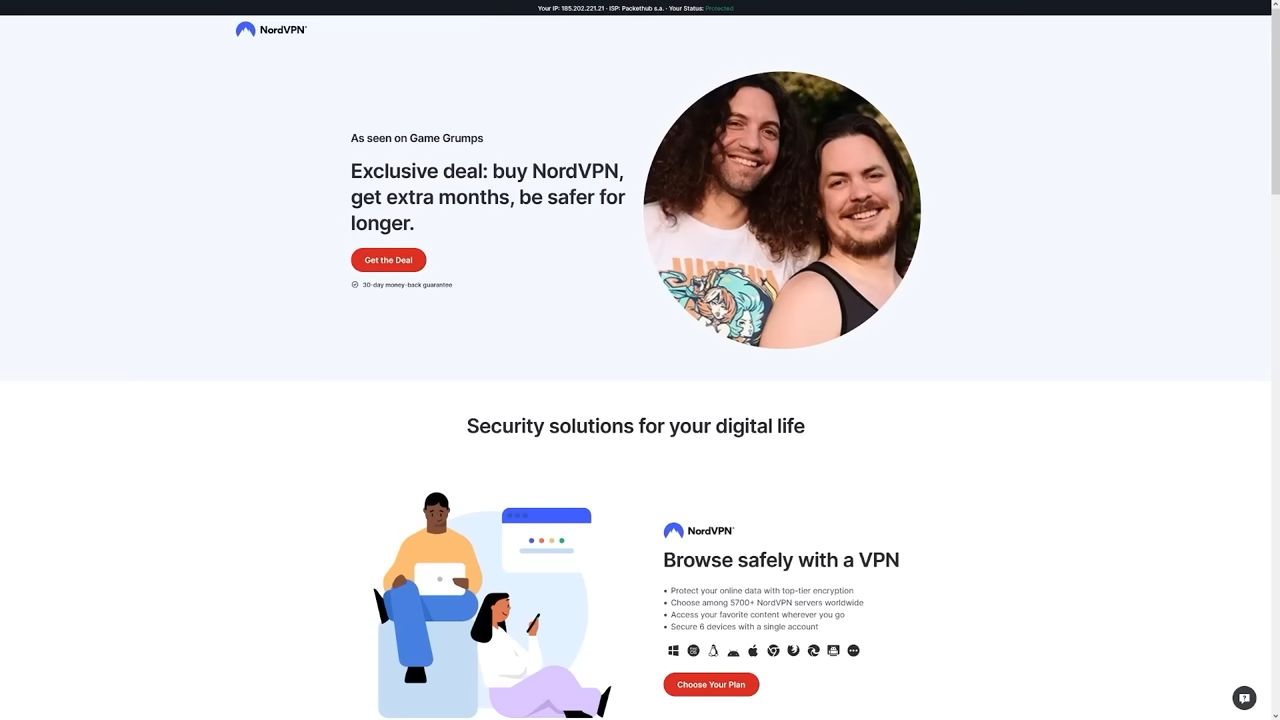 Your IP: 185.202.221.21 · ISP: Packethub s.a. · Your Status: Protected
NordVPN®
As seen on Game Grumps
Exclusive deal: buy NordVPN,
get extra months, be safer for
longer.
Get the Deal
30-day money-back guarantee
Security solutions for your digital life
NordVPN®
Browse safely with a VPN
• Protect your online data with top-tier encryption
• Choose among 5700+ NordVPN servers worldwide
• Access your favorite content wherever you go
• Secure 6 devices with a single account
Choose Your Plan